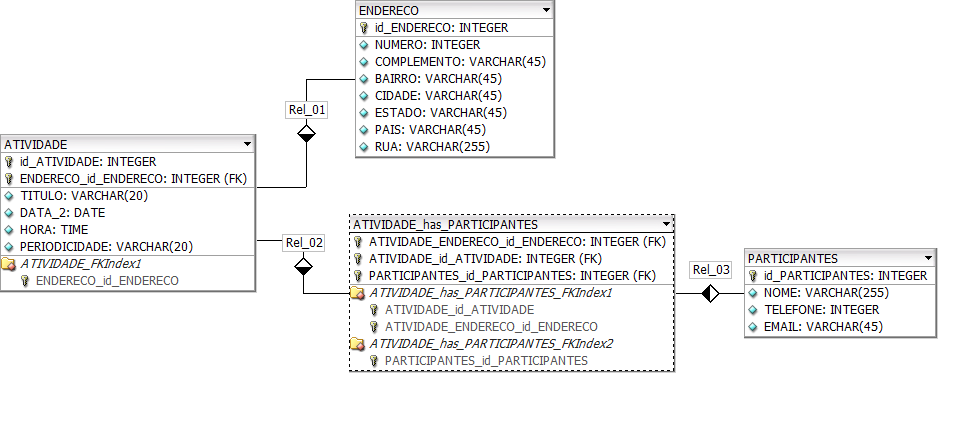 ENDERECO
id_ENDERECO: INTEGER
NUMERO: INTEGER
COMPLEMENTO: VARCHAR(45)
BAIRRO: VARCHAR(45)
CIDADE: VARCHAR(45)
ESTADO: VARCHAR(45)
PAIS: VARCHAR(45)
RUA: VARCHAR(255)
Rel_01
ATIVIDADE
id_ATIVIDADE: INTEGER
ENDERECO_id_ENDERECO: INTEGER (FK)
TITULO: VARCHAR(20)
DATA_2: DATE
HORA: TIME
PERIODICIDADE: VARCHAR(20)
ATIVIDADE_FKIndex1
ENDERECO_id_ENDERECO
Rel_02
ATIVIDADE_has_PARTICIPANTES
ATIVIDADE_ENDERECO_id_ENDERECO: INTEGER (FK)
ATIVIDADE_id_ATIVIDADE: INTEGER (FK)
PARTICIPANTES_id_PARTICIPANTES: INTEGER (FK)
ATIVIDADE_has_PARTICIPANTES_FKIndex1
ATIVIDADE_id_ATIVIDADE
ATIVIDADE_ENDERECO_id_ENDERECO
ATIVIDADE_has_PARTICIPANTES_FKIndex2
PARTICIPANTES_id_PARTICIPANTES
Rel_03
PARTICIPANTES
id_PARTICIPANTES: INTEGER
NOME: VARCHAR(255)
TELEFONE: INTEGER
EMAIL: VARCHAR(45)